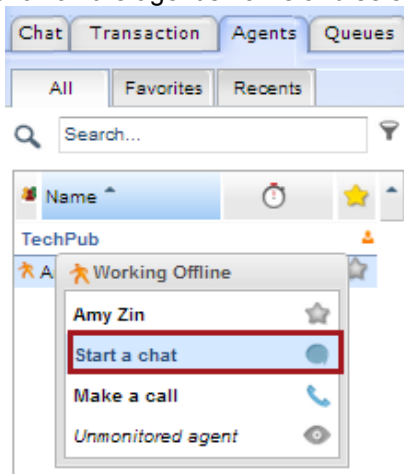 Chat Transaction Agents Queues
All Favorites Recents
Search...
Name
TechPub
A
Working Offline
Amy Zin
Start a chat
Make a call
Unmonitored agent